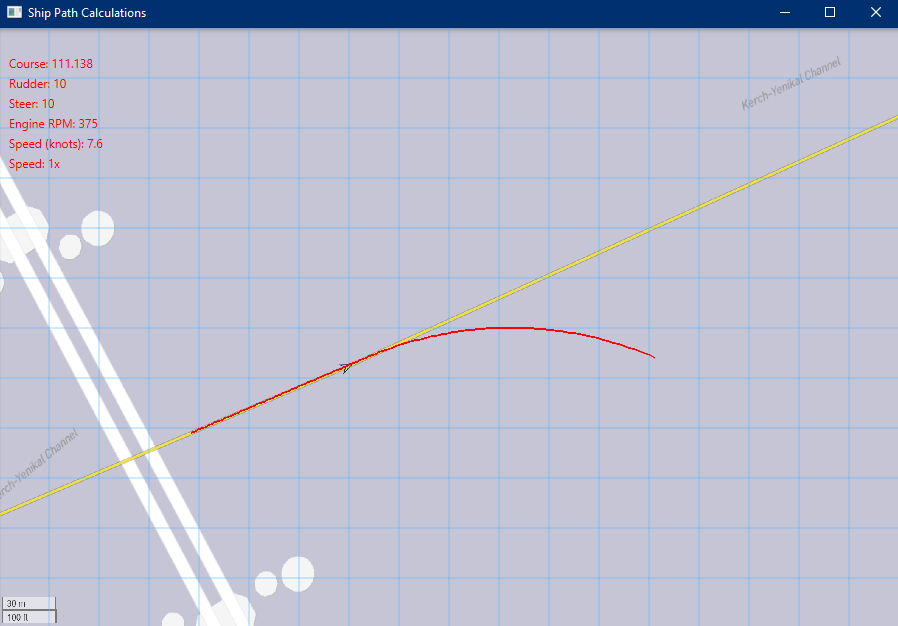 Ship Path Calculations
Kerch-Yenikal Channel
Course: 111.138
Rudder: 10
Steer: 10
Engine RPM: 375
Speed (knots): 7.6
Speed: 1x
Yenikal Channel
30 m
100 ft